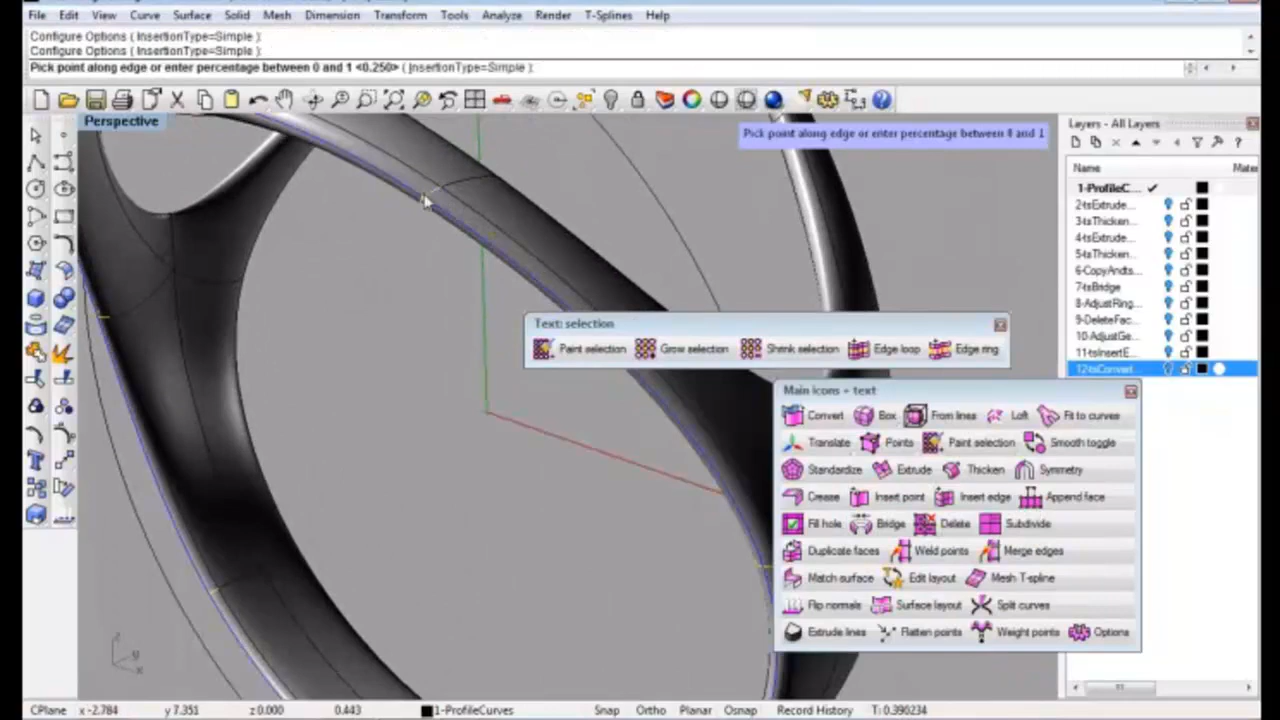 File Edit View Curve Surface Solid Mesh Dimension Transform Tools Analyze Render T-Splines Help
Configure Options ( InsertionType=Simple ):
Configure Options ( InsertionType=Simple ):
Pick point along edge or enter percentage between 0 and 1 <0.250> ( InsertionType=Simple ):
Perspective
Pick point along edge or enter percentage between 0 and 1
Layers - All Layers
Name Mate
1-ProfileC...
2-tsExtrude...
3-tsThicken...
4-tsExtrude...
5-tsThicken...
6-CopyAndts...
7-tsBridge
8-AdjustRing...
9-DeleteFac...
10-AdjustGe...
11-tsInsertE...
12-tsConvert...
Text: selection
Paint selection Grow selection Shrink selection Edge loop Edge ring
Main icons + text
Convert Box From lines Loft Fit to curves
Translate Points Paint selection Smooth toggle
Standardize Extrude Thicken Symmetry
Crease Insert point Insert edge Append face
Fill hole Bridge Delete Subdivide
Duplicate faces Weld points Merge edges
Match surface Edit layout Mesh T-spline
Flip normals Surface layout Split curves
Extrude lines Flatten points Weight points Options
z
y
x
CPlane x -2.784 y 7.351 z 0.000 0.443 1-ProfileCurves Snap Ortho Planar Osnap Record History T: 0.390234